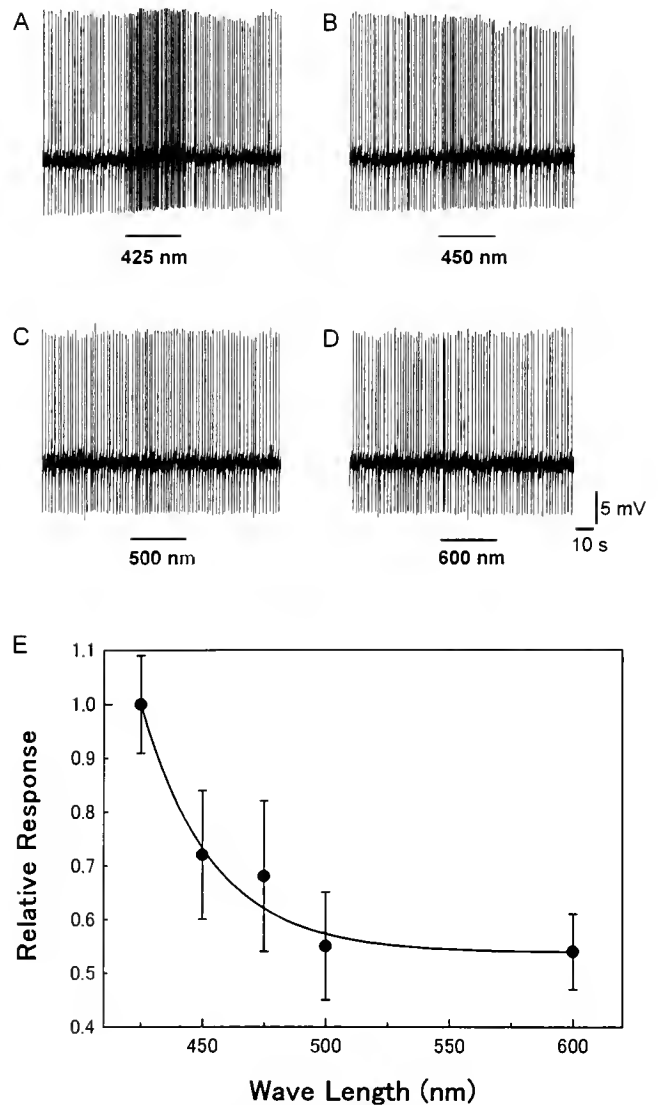 A
B
425 nm
450 nm
C
D
500 nm
600 nm
5 mV
10 s
E
1.1
1.0
0.9
0.8
0.7
0.6
0.5
0.4
Relative Response
450
500
550
600
Wave Length (nm)